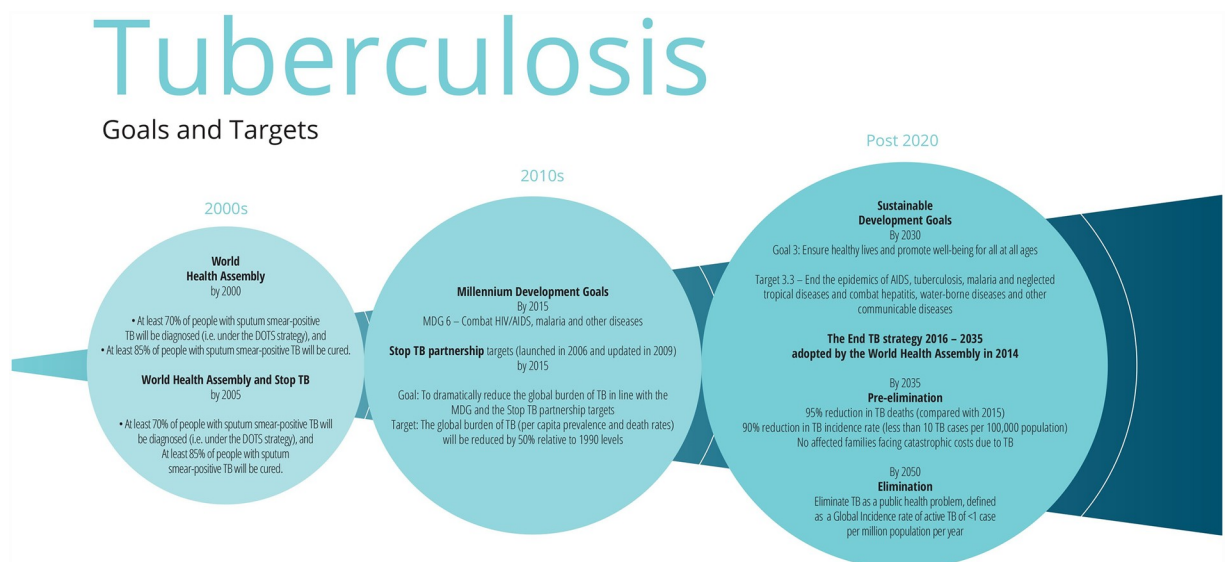 Tuberculosis
Goals and Targets
2000s
World
Health Assembly
by 2000
• At least 70% of people with sputum smear-positive
TB will be diagnosed (i.e. under the DOTS strategy), and
• At least 85% of people with sputum smear-positive TB will be cured.
World Health Assembly and Stop TB
by 2005
• At least 70% of people with sputum smear-positive TB will
be diagnosed (i.e. under the DOTS strategy), and
At least 85% of people with sputum
smear-positive TB will be cured.
2010s
Millennium Development Goals
By 2015
MDG 6 – Combat HIV/AIDS, malaria and other diseases
Stop TB partnership targets (launched in 2006 and updated in 2009)
by 2015
Goal: To dramatically reduce the global burden of TB in line with the
MDG and the Stop TB partnership targets
Target: The global burden of TB (per capita prevalence and death rates)
will be reduced by 50% relative to 1990 levels
Post 2020
Sustainable
Development Goals
By 2030
Goal 3: Ensure healthy lives and promote well-being for all at all ages
Target 3.3 – End the epidemics of AIDS, tuberculosis, malaria and neglected
tropical diseases and combat hepatitis, water-borne diseases and other
communicable diseases
The End TB strategy 2016 – 2035
adopted by the World Health Assembly in 2014
By 2035
Pre-elimination
95% reduction in TB deaths (compared with 2015)
90% reduction in TB incidence rate (less than 10 TB cases per 100,000 population)
No affected families facing catastrophic costs due to TB
By 2050
Elimination
Eliminate TB as a public health problem, defined
as a Global Incidence rate of active TB of <1 case
per million population per year